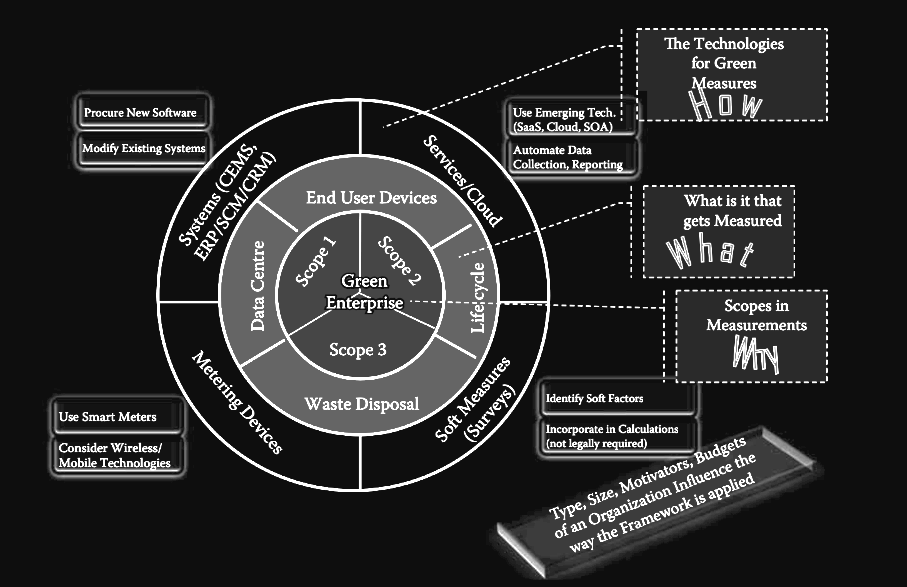 The Technologies
for Green
Measures
How
Procure New Software
Modify Existing Systems
Use Emerging Tech.
(SaaS, Cloud, SOA)
Automate Data
Collection, Reporting
Systems (CEMS,
ERP/SCM/CRM)
Services/Cloud
End User Devices
What is it that
gets Measured
What
Data Centre
Scope 1
Scope 2
Green
Enterprise
Scope 3
Life:cycle
Scopes in
Measurements
Why
Metering Devices
Waste Disposal
Soft Measures
(Surveys)
Use Smart Meters
Consider Wireless/
Mobile Technologies
Identify Soft Factors
Incorporate in Calculations
(not legally required)
Type, Size, Motivators, Budgets
of an Organization Influence the
way the Framework is applied